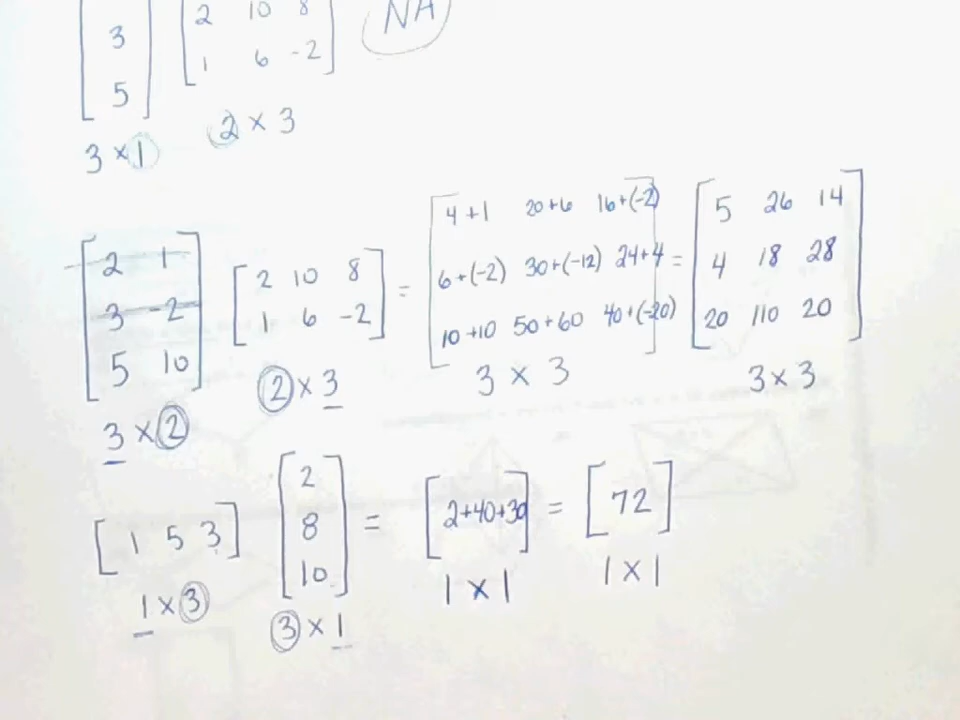 3
5
2 10 8
1 6 -2
NA
3 × 1 2 × 3
2 1
3 -2
5 10
2 10 8
1 6 -2
=
4+1 20+6 16+(-2)
6+(-2) 30+(-12) 24+4
10+10 50+60 40+(-20)
=
5 26 14
4 18 28
20 110 20
3 × 2 2 × 3 3 × 3 3 × 3
[1 5 3]
2
8
10
= [2+40+30] = [72]
1 × 3 3 × 1 1 × 1 1 × 1